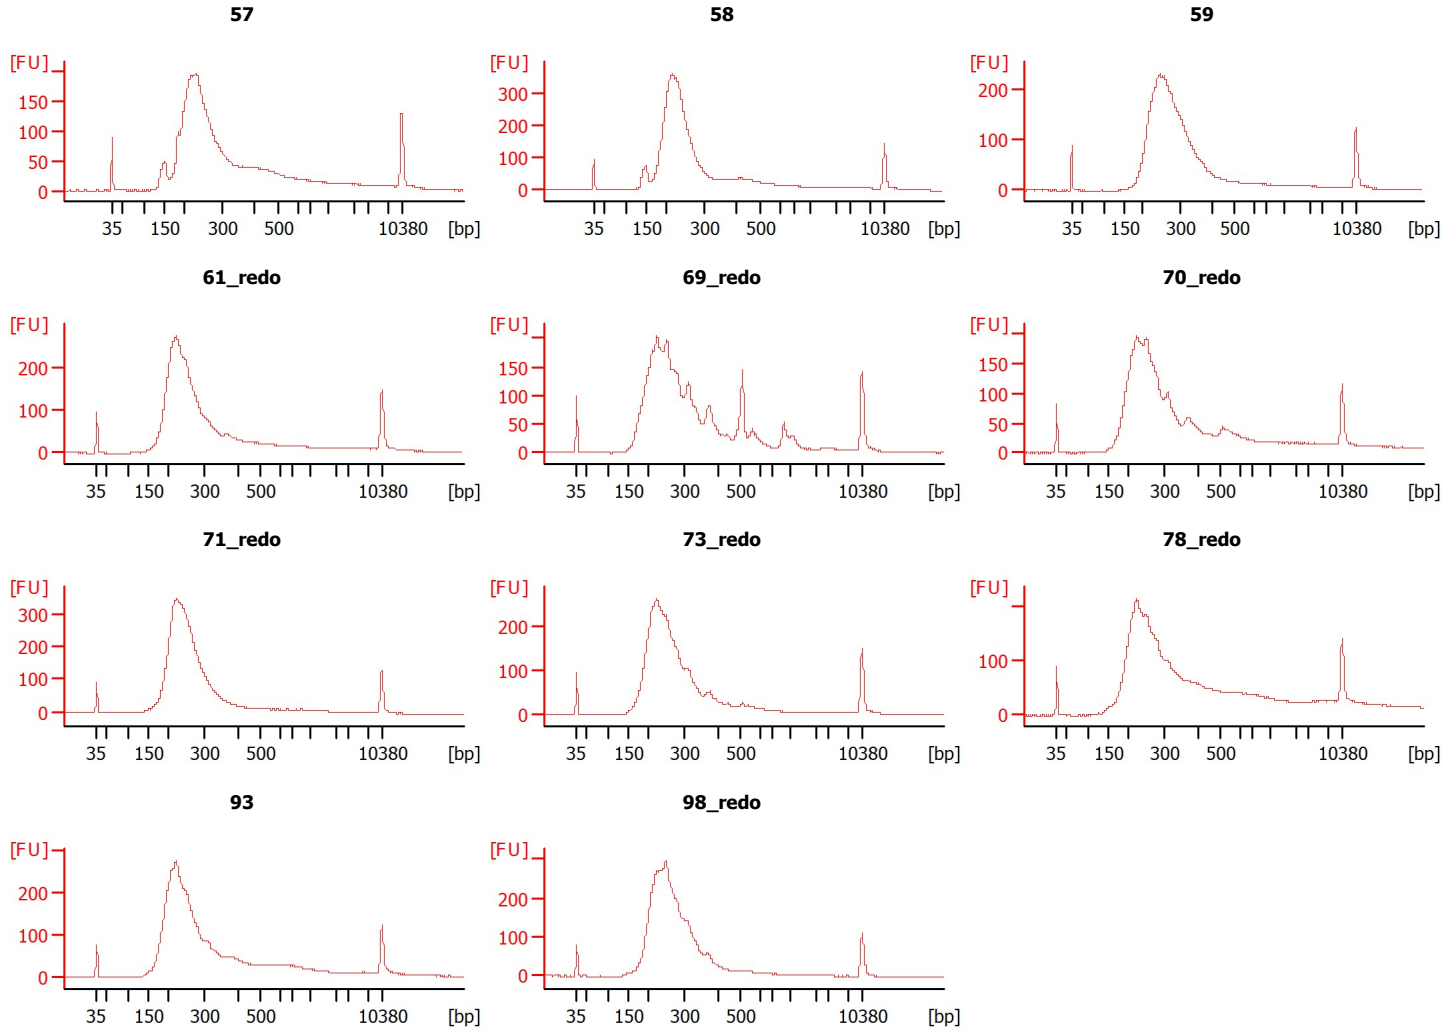 57 58 59
[FU] [FU] [FU]
150 300 200
100 200 100
50 100 0
0 0
35 150 300 500 10380 [bp] 35 150 300 500 10380 [bp] 35 150 300 500 10380 [bp]
61_redo 69_redo 70_redo
[FU] [FU] [FU]
200 150 150
100 100 100
0 50 50
0 0
35 150 300 500 10380 [bp] 35 150 300 500 10380 [bp] 35 150 300 500 10380 [bp]
71_redo 73_redo 78_redo
[FU] [FU] [FU]
300 200 100
200 100 0
100 0
0
35 150 300 500 10380 [bp] 35 150 300 500 10380 [bp] 35 150 300 500 10380 [bp]
93 98_redo
[FU] [FU]
200 200
100 100
0 0
35 150 300 500 10380 [bp] 35 150 300 500 10380 [bp]